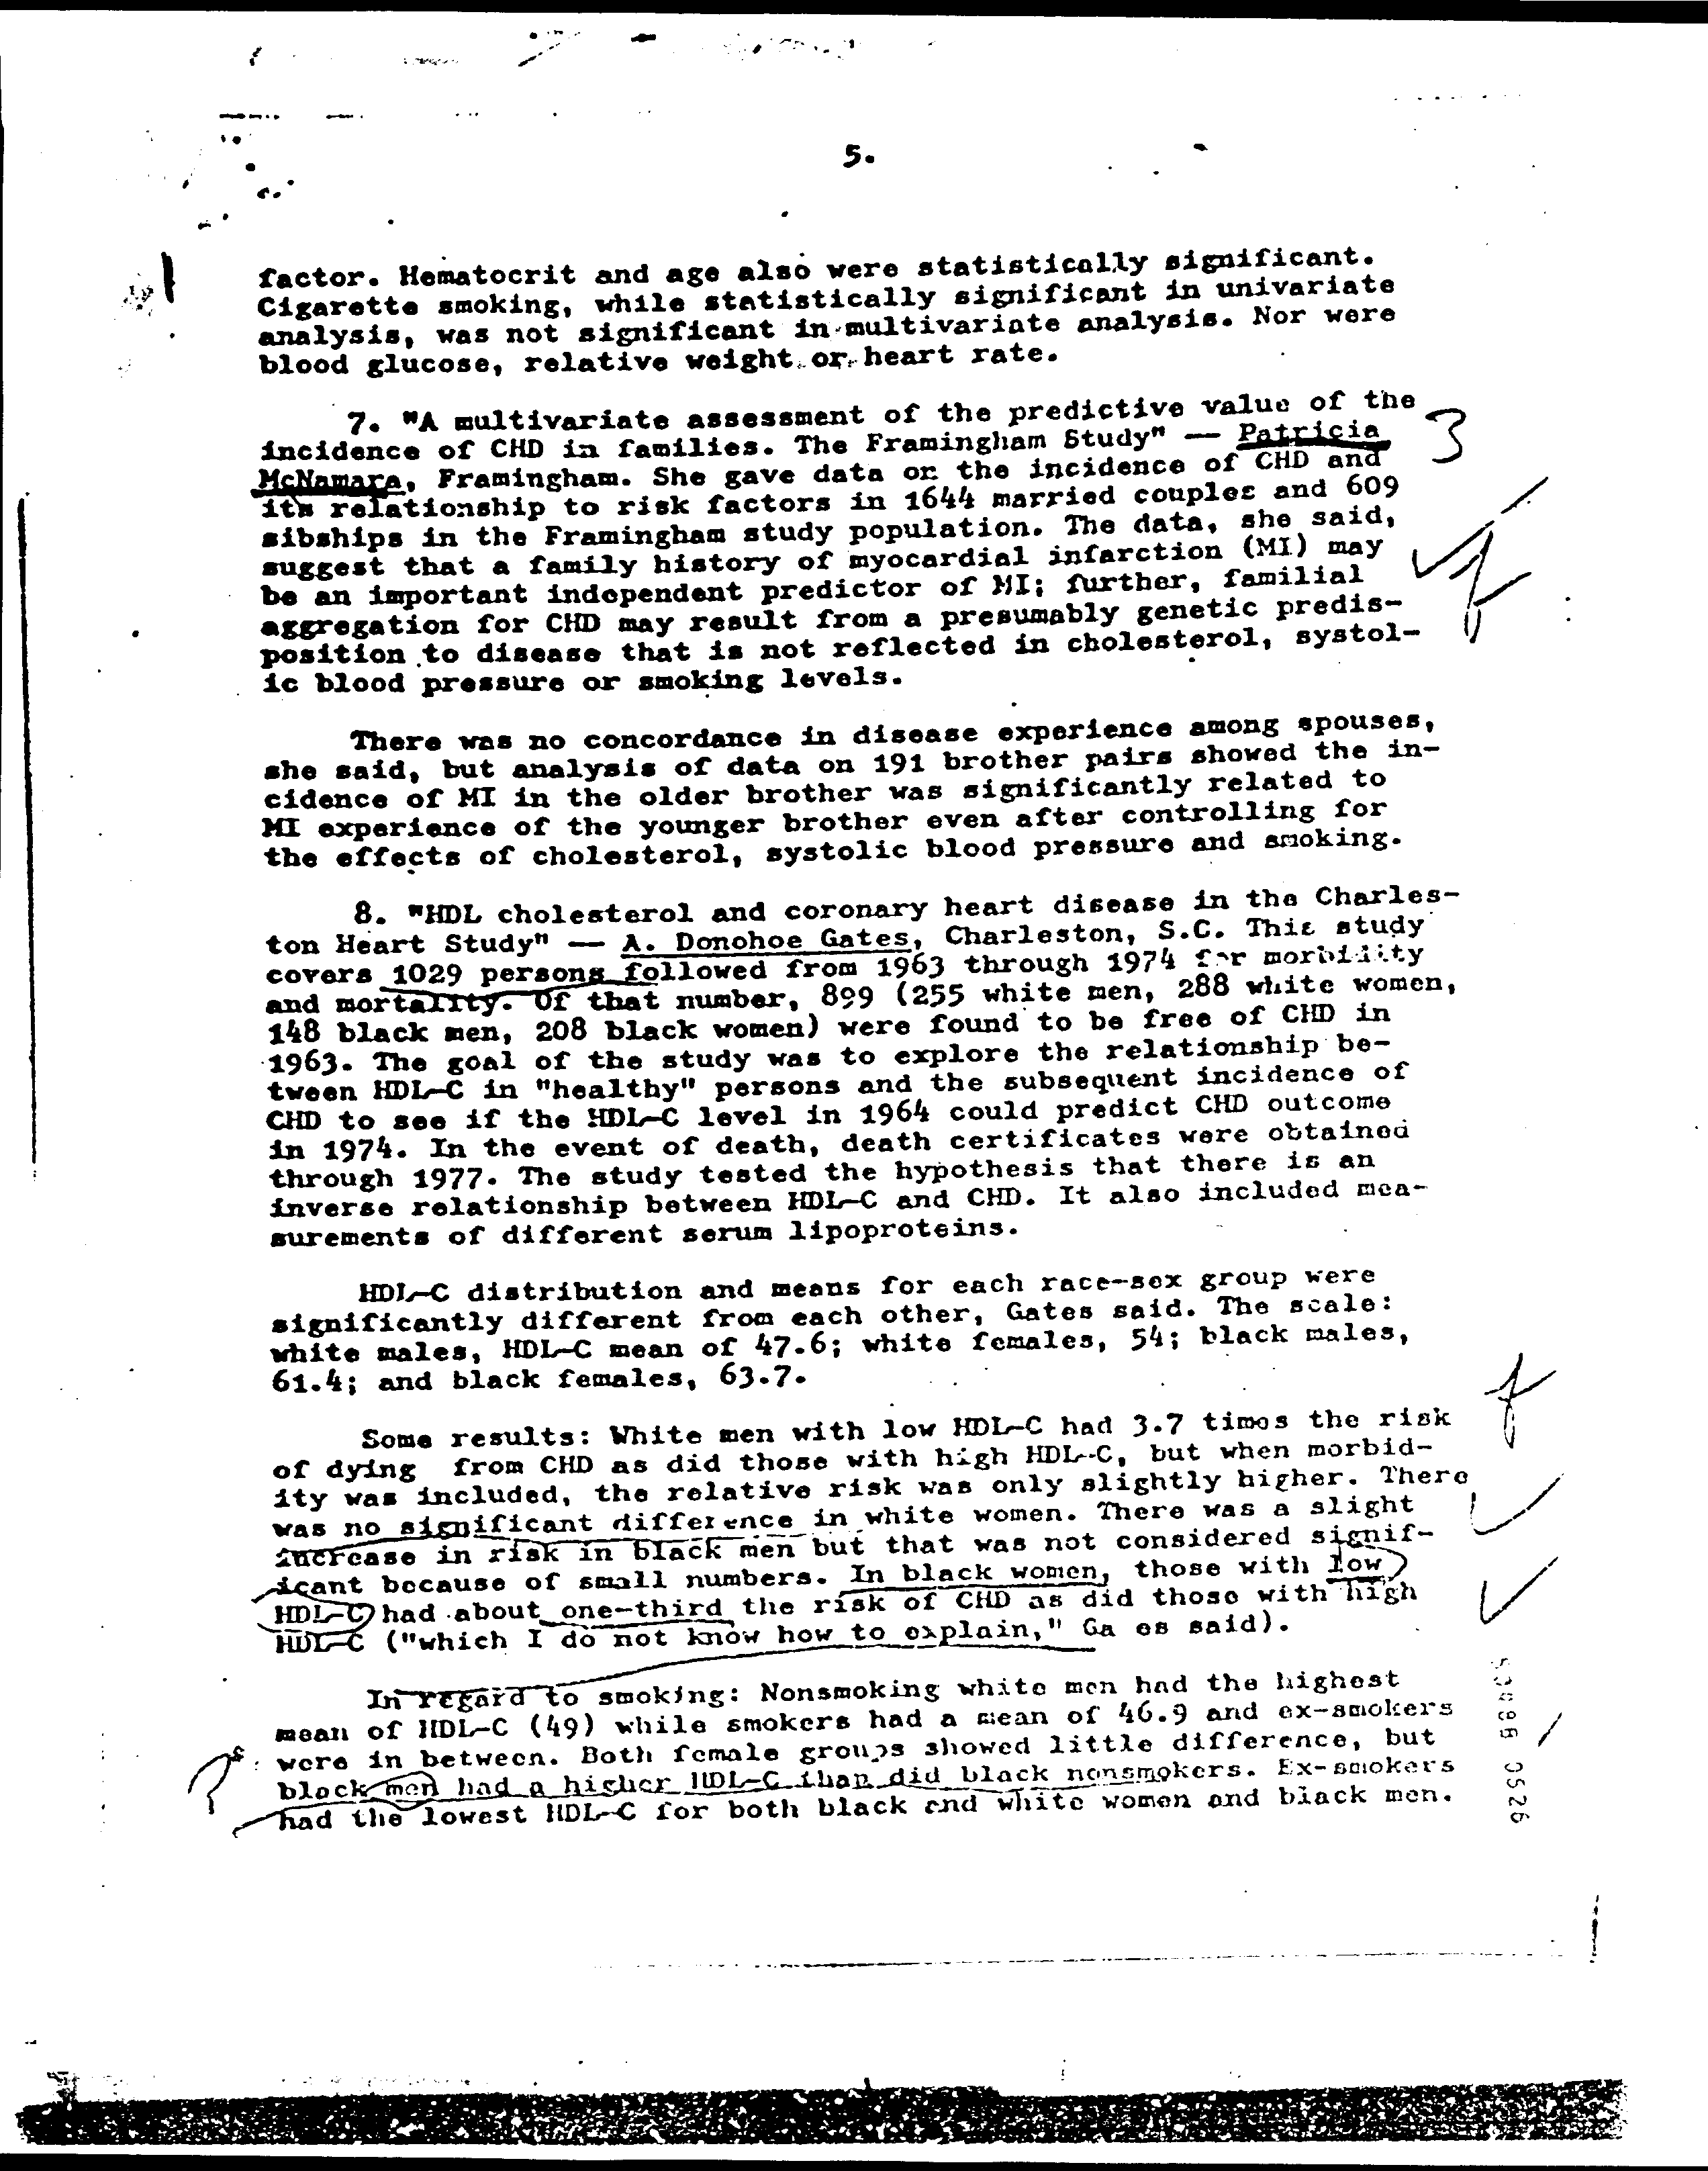 5.
factor. Hematocrit and age also were statistically significant.
Cigarette smoking, while statistically significant in univariate
analysis, was not significant in multivariate analysis. Nor were
blood glucose, relative weight or heart rate.
7. "A multivariate assessment of the predictive value of the
incidence of CHD in families. The Framingham Study" — Patricia
3
McNamara, Framingham. She gave data on the incidence of CHD and
its relationship to risk factors in 1644 married couples and 609
sibships in the Framingham study population. The data, she said,
suggest that a family history of myocardial infarction (MI) may
be an important independent predictor of MI; further, familial
aggregation for CHD may result from a presumably genetic predis-
position to disease that is not reflected in cholesterol, systol-
ic blood pressure or smoking levels.
There was no concordance in disease experience among spouses,
she said, but analysis of data on 191 brother pairs showed the in-
cidence of MI in the older brother was significantly related to
MI experience of the younger brother even after controlling for
the effects of cholesterol, systolic blood pressure and smoking.
8. "HDL cholesterol and coronary heart disease in the Charles-
ton Heart Study" — A. Donohoe Gates, Charleston, S.C. This study
covers 1029 persons followed from 1963 through 1974 for morbidity
and mortality. Of that number, 899 (255 white men, 288 white women,
148 black men, 208 black women) were found to be free of CHD in
1963. The goal of the study was to explore the relationship be-
tween HDL-C in "healthy" persons and the subsequent incidence of
CHD to see if the HDL-C level in 1964 could predict CHD outcome
in 1974. In the event of death, death certificates were obtained
through 1977. The study tested the hypothesis that there is an
inverse relationship between HDL-C and CHD. It also included mea-
surements of different serum lipoproteins.
HDL-C distribution and means for each race-sex group were
significantly different from each other, Gates said. The scale:
white males, HDL-C mean of 47.6; white females, 54; black males,
61.4; and black females, 63.7.
Some results: White men with low HDL-C had 3.7 times the risk
of dying from CHD as did those with high HDL-C, but when morbid-
ity was included, the relative risk was only slightly higher. There
was no significant difference in white women. There was a slight
increase in risk in black men but that was not considered signif-
icant because of small numbers. In black women, those with low
HDL-C had about one-third the risk of CHD as did those with high
HDL-C ("which I do not know how to explain," Ga es said).
In regard to smoking: Nonsmoking white men had the highest
mean of HDL-C (49) while smokers had a mean of 46.9 and ex-smokers
were in between. Both female groups showed little difference, but
black men had a higher HDL-C than did black nonsmokers. Ex-smokers
had the lowest HDL-C for both black and white women and black men.
?
0526